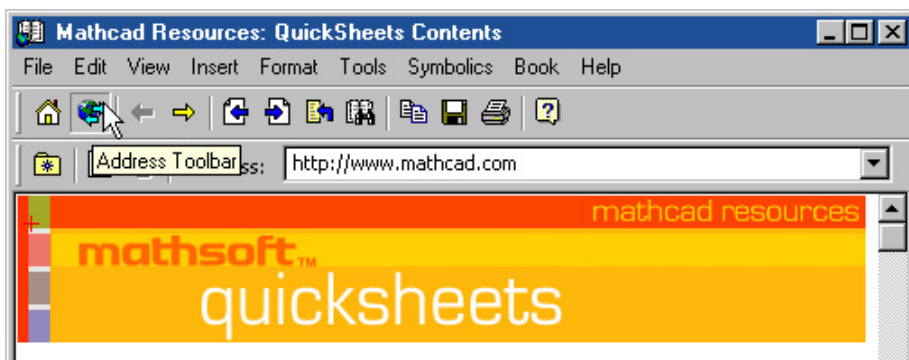 Mathcad Resources: QuickSheets Contents
File Edit View Insert Format Tools Symbolics Book Help
Address Toolbar ss: http://www.mathcad.com
mathcad resources
mathsoft™
quicksheets